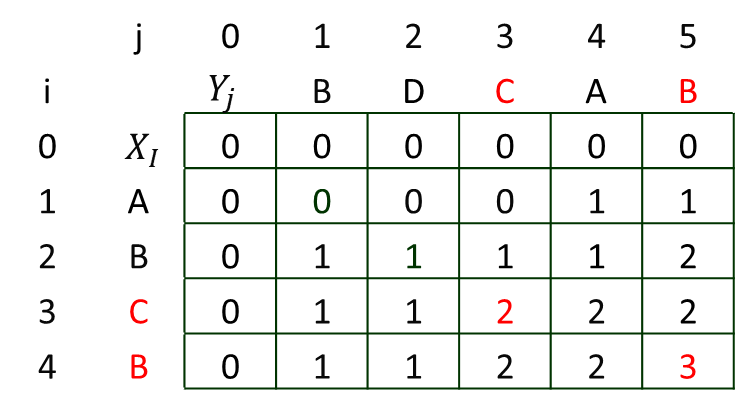 j 0 1 2 3 4 5
i Yj B D C A B
0 XI 0 0 0 0 0 0
1 A 0 0 0 0 1 1
2 B 0 1 1 1 1 2
3 C 0 1 1 2 2 2
4 B 0 1 1 2 2 3